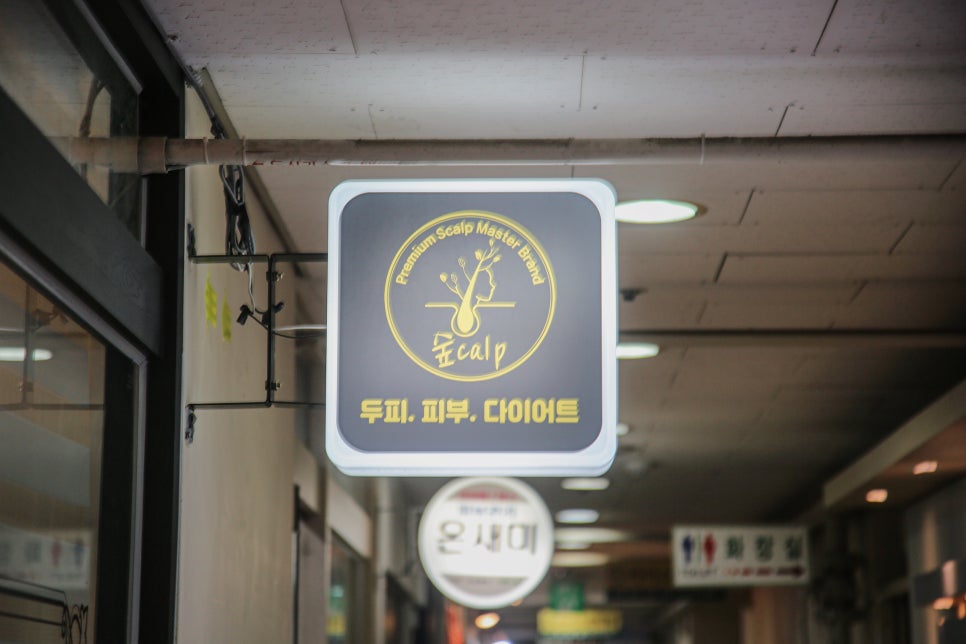 Premium Scalp Master Brand
숲calp
두피. 피부. 다이어트
온새미
화장실
TOILET